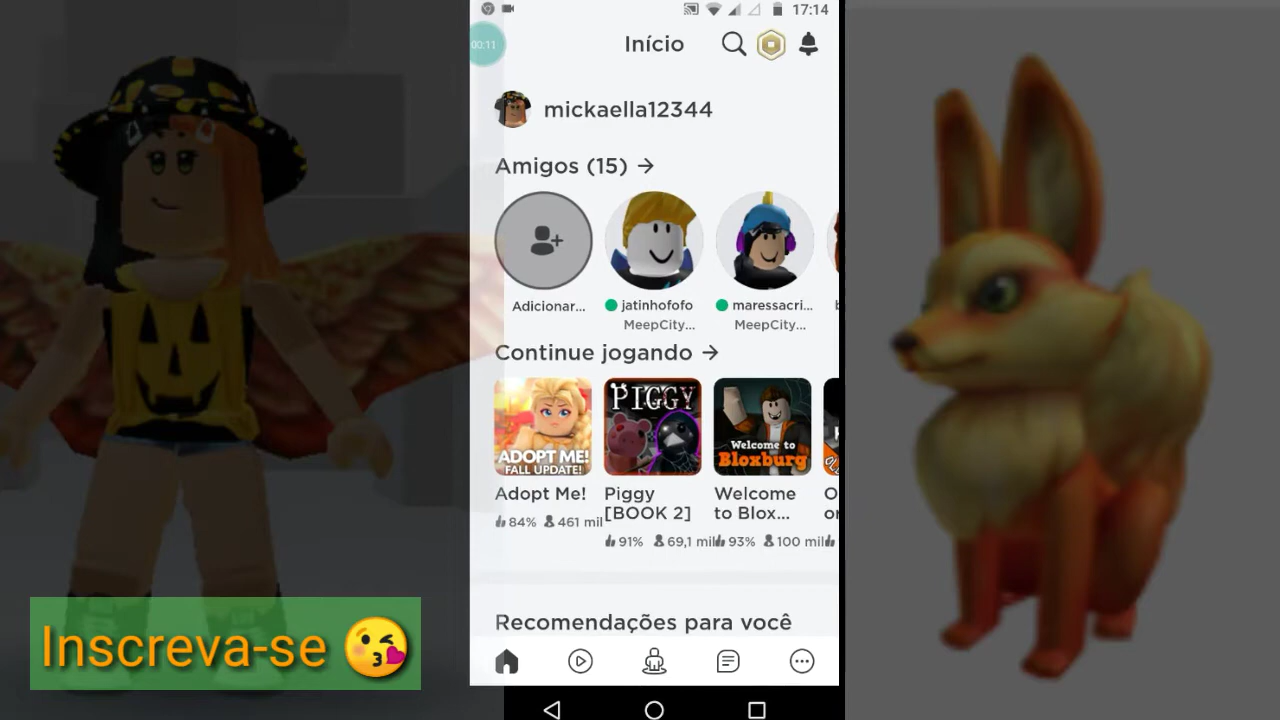 17:14
00:11
Início
mickaella12344
Amigos (15) →
Adicionar...
jatinhofofo
MeepCity...
maressacri...
MeepCity...
Continue jogando →
PIGGY
ADOPT ME!
FALL UPDATE!
Welcome to
Bloxburg
Adopt Me!
84% 461 mil
Piggy
[BOOK 2]
91% 69,1 mil
Welcome
to Blox...
93% 100 mil
Recomendações para você
Inscreva-se 😘